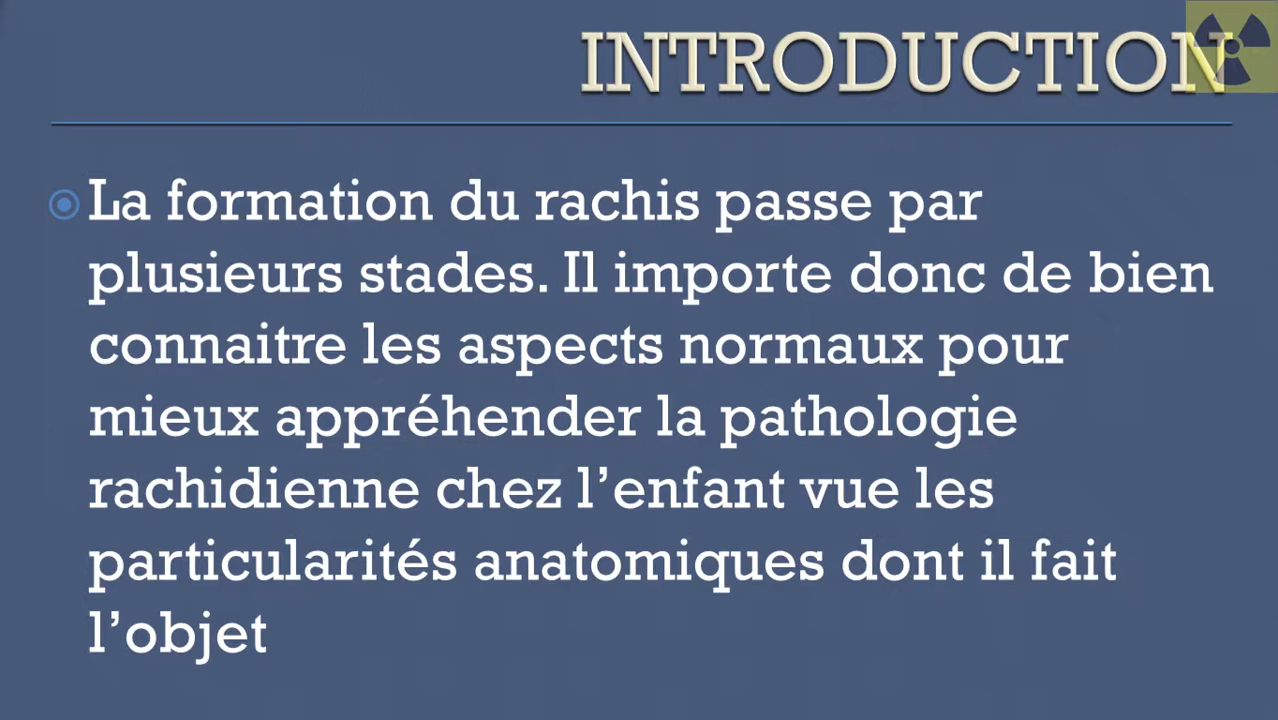 INTRODUCTION
La formation du rachis passe par
plusieurs stades. Il importe donc de bien
connaitre les aspects normaux pour
mieux appréhender la pathologie
rachidienne chez l’enfant vue les
particularités anatomiques dont il fait
l’objet